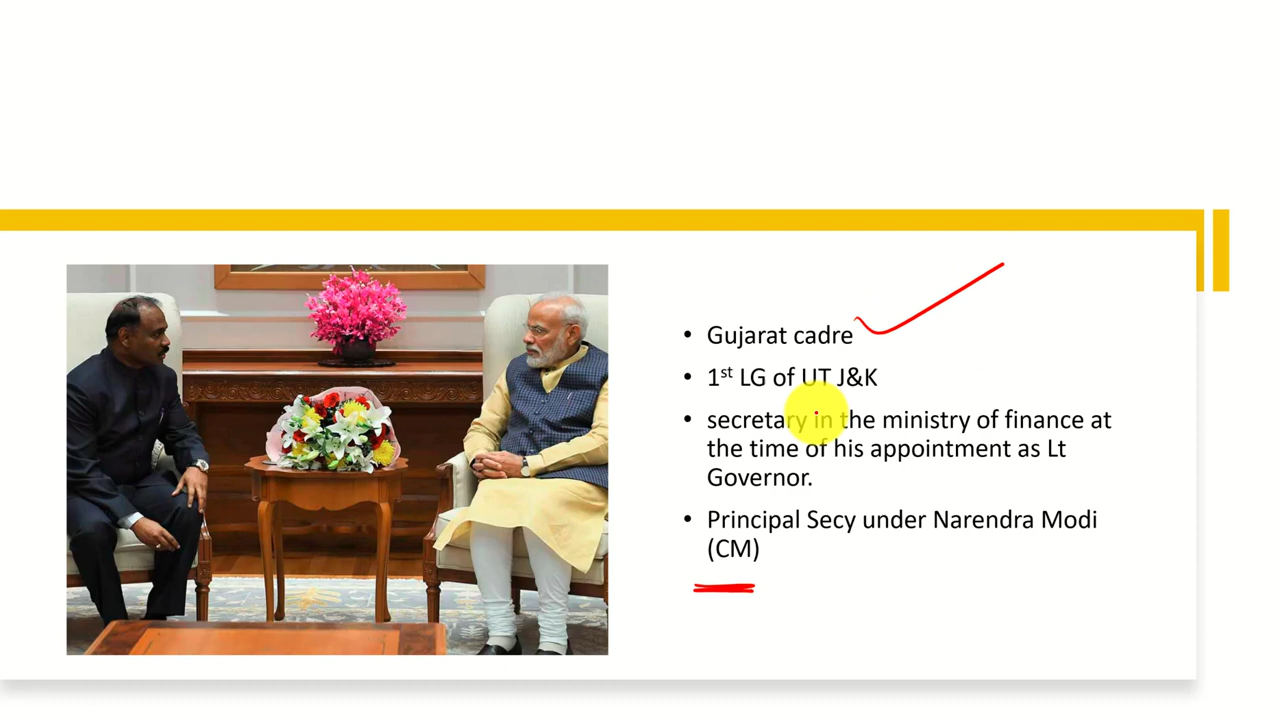 • Gujarat cadre
• 1st LG of UT J&K
• secretary in the ministry of finance at
the time of his appointment as Lt
Governor.
• Principal Secy under Narendra Modi
(CM)